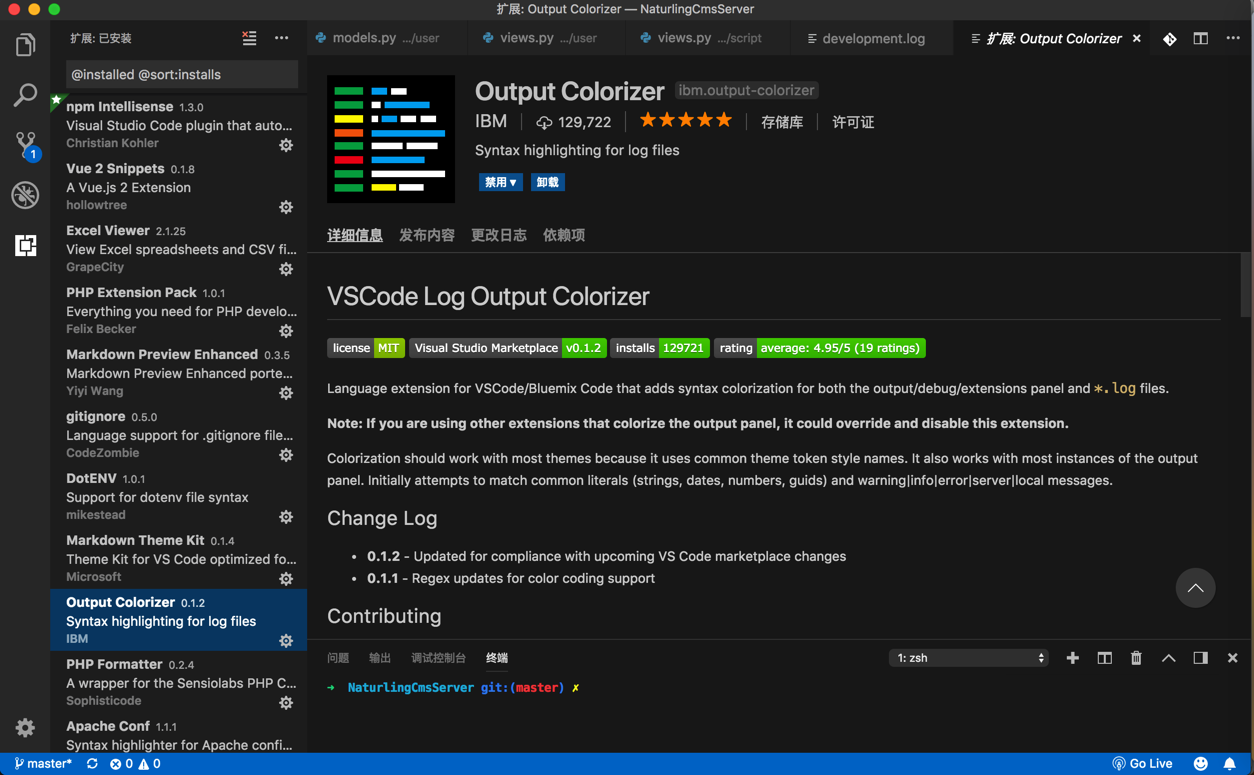 扩展: Output Colorizer — NaturlingCmsServer
扩展: 已安装
models.py .../user
views.py .../user
views.py .../script
development.log
扩展: Output Colorizer
@installed @sort:installs
npm Intellisense 1.3.0
Visual Studio Code plugin that auto...
Christian Kohler
Vue 2 Snippets 0.1.8
A Vue.js 2 Extension
hollowtree
Excel Viewer 2.1.25
View Excel spreadsheets and CSV fi...
GrapeCity
PHP Extension Pack 1.0.1
Everything you need for PHP develo...
Felix Becker
Markdown Preview Enhanced 0.3.5
Markdown Preview Enhanced porte...
Yiyi Wang
gitignore 0.5.0
Language support for .gitignore file...
CodeZombie
DotENV 1.0.1
Support for dotenv file syntax
mikestead
Markdown Theme Kit 0.1.4
Theme Kit for VS Code optimized fo...
Microsoft
Output Colorizer 0.1.2
Syntax highlighting for log files
IBM
PHP Formatter 0.2.4
A wrapper for the Sensiolabs PHP C...
Sophisticode
Apache Conf 1.1.1
Syntax highlighter for Apache confi...
1
Output Colorizer ibm.output-colorizer
IBM 129,722 存储库 许可证
Syntax highlighting for log files
禁用▼ 卸载
详细信息 发布内容 更改日志 依赖项
VSCode Log Output Colorizer
license MIT Visual Studio Marketplace v0.1.2 installs 129721 rating average: 4.95/5 (19 ratings)
Language extension for VSCode/Bluemix Code that adds syntax colorization for both the output/debug/extensions panel and *.log files.
Note: If you are using other extensions that colorize the output panel, it could override and disable this extension.
Colorization should work with most themes because it uses common theme token style names. It also works with most instances of the output
panel. Initially attempts to match common literals (strings, dates, numbers, guids) and warning|info|error|server|local messages.
Change Log
• 0.1.2 - Updated for compliance with upcoming VS Code marketplace changes
• 0.1.1 - Regex updates for color coding support
Contributing
问题 输出 调试控制台 终端
1: zsh
➜ NaturlingCmsServer git:(master) ✗
master* 0 0
Go Live